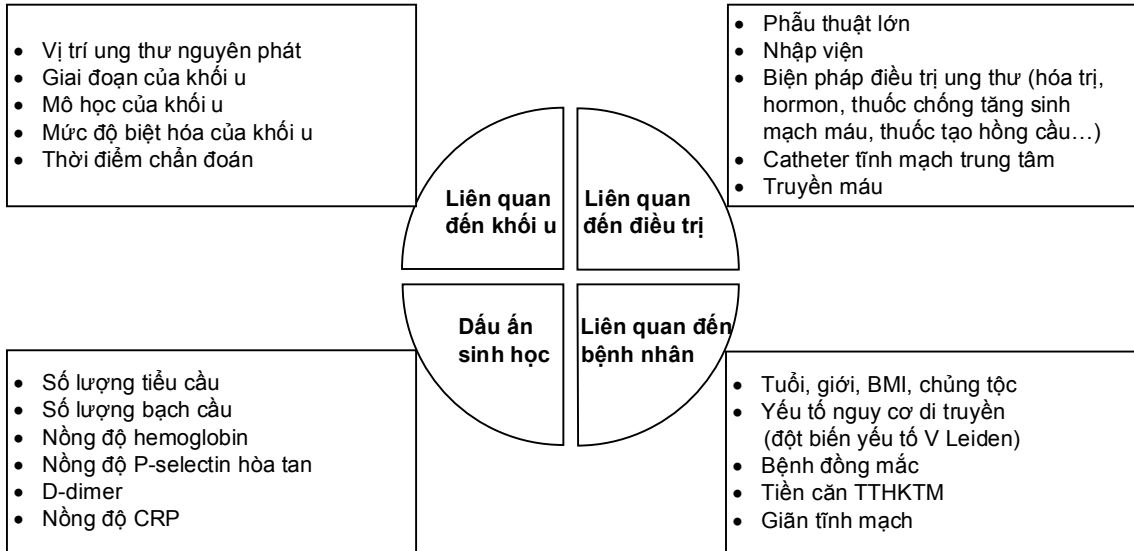 • Vị trí ung thư nguyên phát
• Giai đoạn của khối u
• Mô học của khối u
• Mức độ biệt hóa của khối u
• Thời điểm chẩn đoán
• Phẫu thuật lớn
• Nhập viện
• Biện pháp điều trị ung thư (hóa trị,
hormon, thuốc chống tăng sinh
mạch máu, thuốc tạo hồng cầu…)
• Catheter tĩnh mạch trung tâm
• Truyền máu
Liên quan
đến khối u
Liên quan
đến điều trị
Dấu ấn
sinh học
Liên quan đến
bệnh nhân
• Số lượng tiểu cầu
• Số lượng bạch cầu
• Nồng độ hemoglobin
• Nồng độ P-selectin hòa tan
• D-dimer
• Nồng độ CRP
• Tuổi, giới, BMI, chủng tộc
• Yếu tố nguy cơ di truyền
(đột biến yếu tố V Leiden)
• Bệnh đồng mắc
• Tiền căn TTHKTM
• Giãn tĩnh mạch